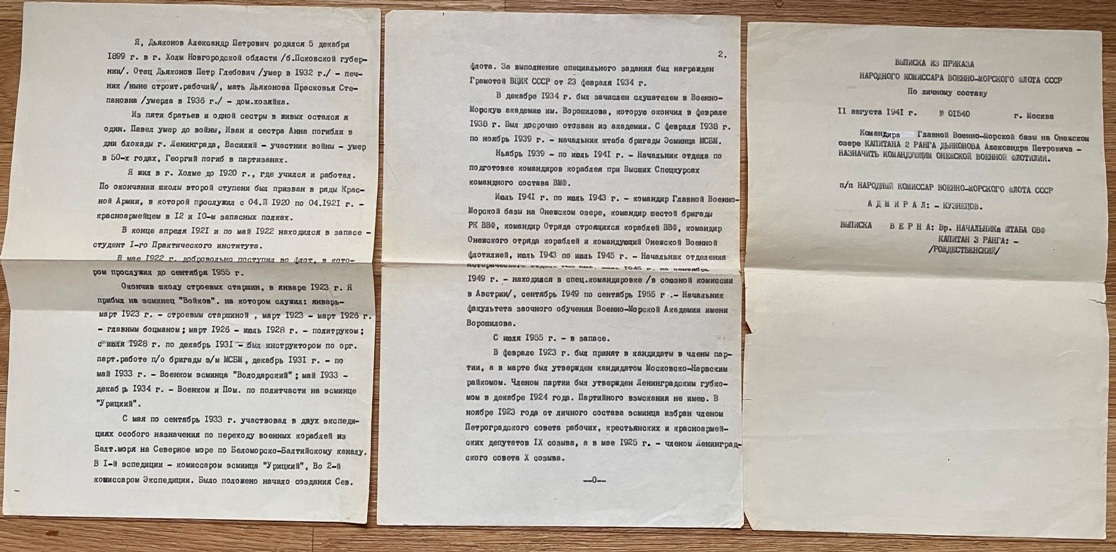 Я, Дьяконов Александр Петрович родился 5 декабря
1899 г. в г. Холм Новгородской области /б.Псковской губер-
нии/. Отец Дьяконов Петр Глебович /умер в 1932 г./ - печ-
ник /ныне строит.рабочий/, мать Дьяконова Прасковья Сте-
пановна /умерла в 1936 г./ - дом.хозяйка.
Из пяти братьев и одной сестры в живых остался я
один. Павел умер до войны, Иван и сестра Анна погибли в
дни блокады г. Ленинграда, Василий - участник войны - умер
в 50-х годах, Георгий погиб в партизанах.
Я жил в г. Холме до 1920 г., где учился и работал.
По окончании школы второй ступени был призван в ряды Крас-
ной Армии, в которой прослужил с 04.II 1920 по 04.1921 г. -
красноармейцем в 12 и 10-м запасных полках.
В конце апреля 1921 и по май 1922 находился в запасе -
студент I-го Практического института.
В мае 1922 г. добровольно поступил во флот, в кото-
ром прослужил до сентября 1955 г.
Окончив школу строевых старшин, в январе 1923 г. Я
прибыл на эсминец "Войков". на котором служил: январь-
март 1923 г. - строевым старшиной , март 1923 - март 1926 г.
- главным боцманом; март 1926 - июль 1928 г. - политруком;
с июля 1928 г. по декабрь 1931 - был инструктором по орг.
парт.работе п/о бригады э/м МСБМ, декабрь 1931 г. - по
май 1933 г. - Военком эсминца "Володарский"; май 1933 -
декабрь 1934 г. - Военком и Пом. по политчасти на эсминце
"Урицкий".
С мая по сентябрь 1933 г. участвовал в двух экспеди-
циях особого назначения по переходу военных кораблей из
Балт.моря на Северное море по Беломорско-Балтийскому каналу.
В I-й эспедиции - комиссаром эсминца "Урицкий", Во 2-й
комиссаром Экспедиции. Было положено начало создания Сев.
2.
флота. За выполнение специального задания был награжден
Грамотой ВЦИК СССР от 23 февраля 1934 г.
В декабре 1934 г. был зачислен слушателем в Военно-
Морскую академию им. Ворошилова, которую окончил в феврале
1938 г. Был досрочно отозван из академии. С февраля 1938 г.
по ноябрь 1939 г. - начальник штаба бригады Эсминца МСБМ.
Ноябрь 1939 - по июль 1941 г. - Начальник отдела по
подготовке командиров корабля при Высших Спецкурсах
командного состава ВМФ.
Июль 1941 г. по июль 1943 г. - командир Главной Военно-
Морской базы на Онежском озере, командир шестой бригады
РК ВВФ, командир Отряда строящихся кораблей ВВФ, командир
Онежского отряда кораблей и командующий Онежской Военной
флотилией, июль 1943 г. по июль 1945 г. - Начальник отделения
1949 г. - находился в спец.командировке /в союзной комиссии
в Австрии/, сентябрь 1949 по сентябрь 1955 г .- Начальник
факультета заочного обучения Военно-Морской Академии имени
Ворошилова.
С июля 1955 г. - в запасе.
В феврале 1923 г. был принят в кандидаты в члены пар-
тии, а в марте был утвержден кандидатом Московско-Нарвским
райкомом. Членом партии был утвержден Ленинградским губко-
мом в декабре 1924 года. Партийного взыскания не имею. В
ноябре 1923 года от личного состава эсминца избран членом
Петроградского совета рабочих, крестьянских и красноармей-
ских депутатов IX созыва, а в мае 1925 г. - членом Ленинград-
ского совета X созыва.
—0—
ВЫПИСКА ИЗ ПРИКАЗА
НАРОДНОГО КОМИССАРА ВОЕННО-МОРСКОГО ФЛОТА СССР
По личному составу
II августа 1941 г. № 01540 г. Москва
Командира Главной Военно-Морской базы на Онежском
озере КАПИТАНА 2 РАНГА ДЬЯКОНОВА Александра Петровича -
НАЗНАЧИТЬ КОМАНДУЮЩИМ ОНЕЖСКОЙ ВОЕННОЙ ФЛОТИЛИИ.
п/п НАРОДНЫЙ КОМИССАР ВОЕННО-МОРСКОГО ФЛОТА СССР
А Д М И Р А Л: - КУЗНЕЦОВ.
ВЫПИСКА В Е Р Н А: Вр. НАЧАЛЬНИКа ШТАБА ОВФ
КАПИТАН 3 РАНГА: -
/РОЖДЕСТВЕНСКИЙ/